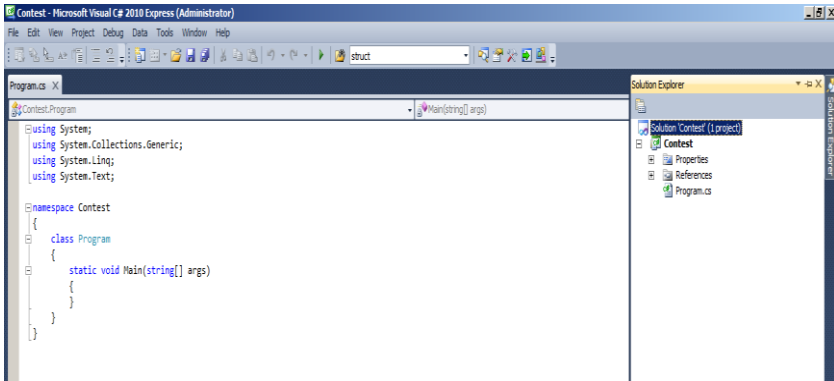 Contest - Microsoft Visual C# 2010 Express (Administrator)
File Edit View Project Debug Data Tools Window Help
struct
Program.cs X
Contest.Program
Main(string[] args)
using System;
using System.Collections.Generic;
using System.Linq;
using System.Text;
namespace Contest
{
class Program
{
static void Main(string[] args)
{
}
}
}
Solution Explorer
Solution 'Contest' (1 project)
Contest
Properties
References
Program.cs
Solution Explorer